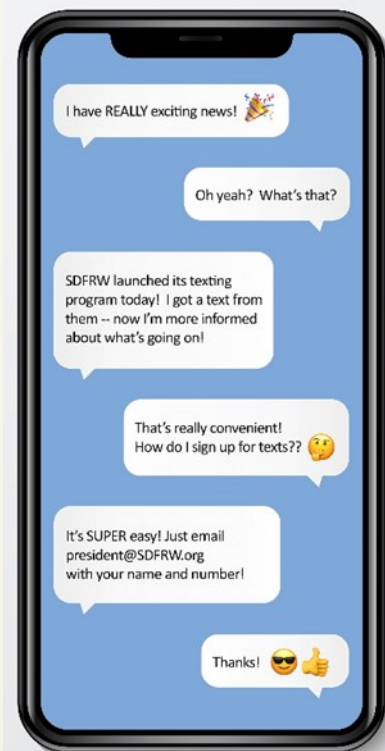 I have REALLY exciting news! 🎉
Oh yeah?  What's that?
SDFRW launched its texting
program today!  I got a text from
them -- now I'm more informed
about what's going on!
That's really convenient!
How do I sign up for texts?? 🤔
It's SUPER easy! Just email
president@SDFRW.org
with your name and number!
Thanks! 😎👍